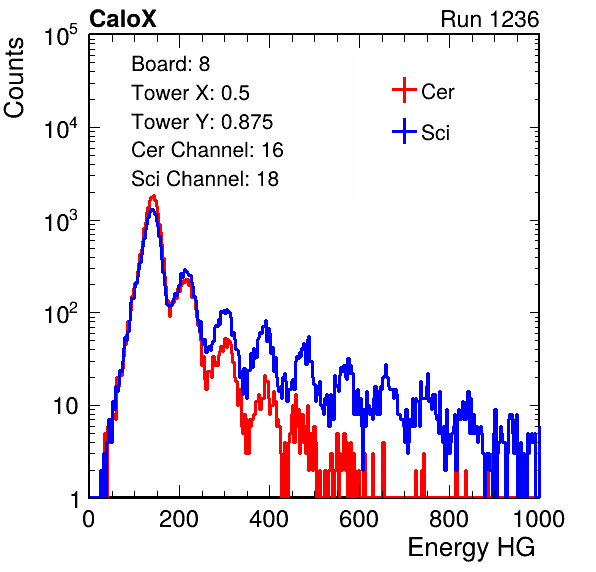 CaloX Run 1236
Counts
Board: 8
Tower X: 0.5
Tower Y: 0.875
Cer Channel: 16
Sci Channel: 18
Cer
Sci
10^5
10^4
10^3
10^2
10
1
0 200 400 600 800 1000
Energy HG